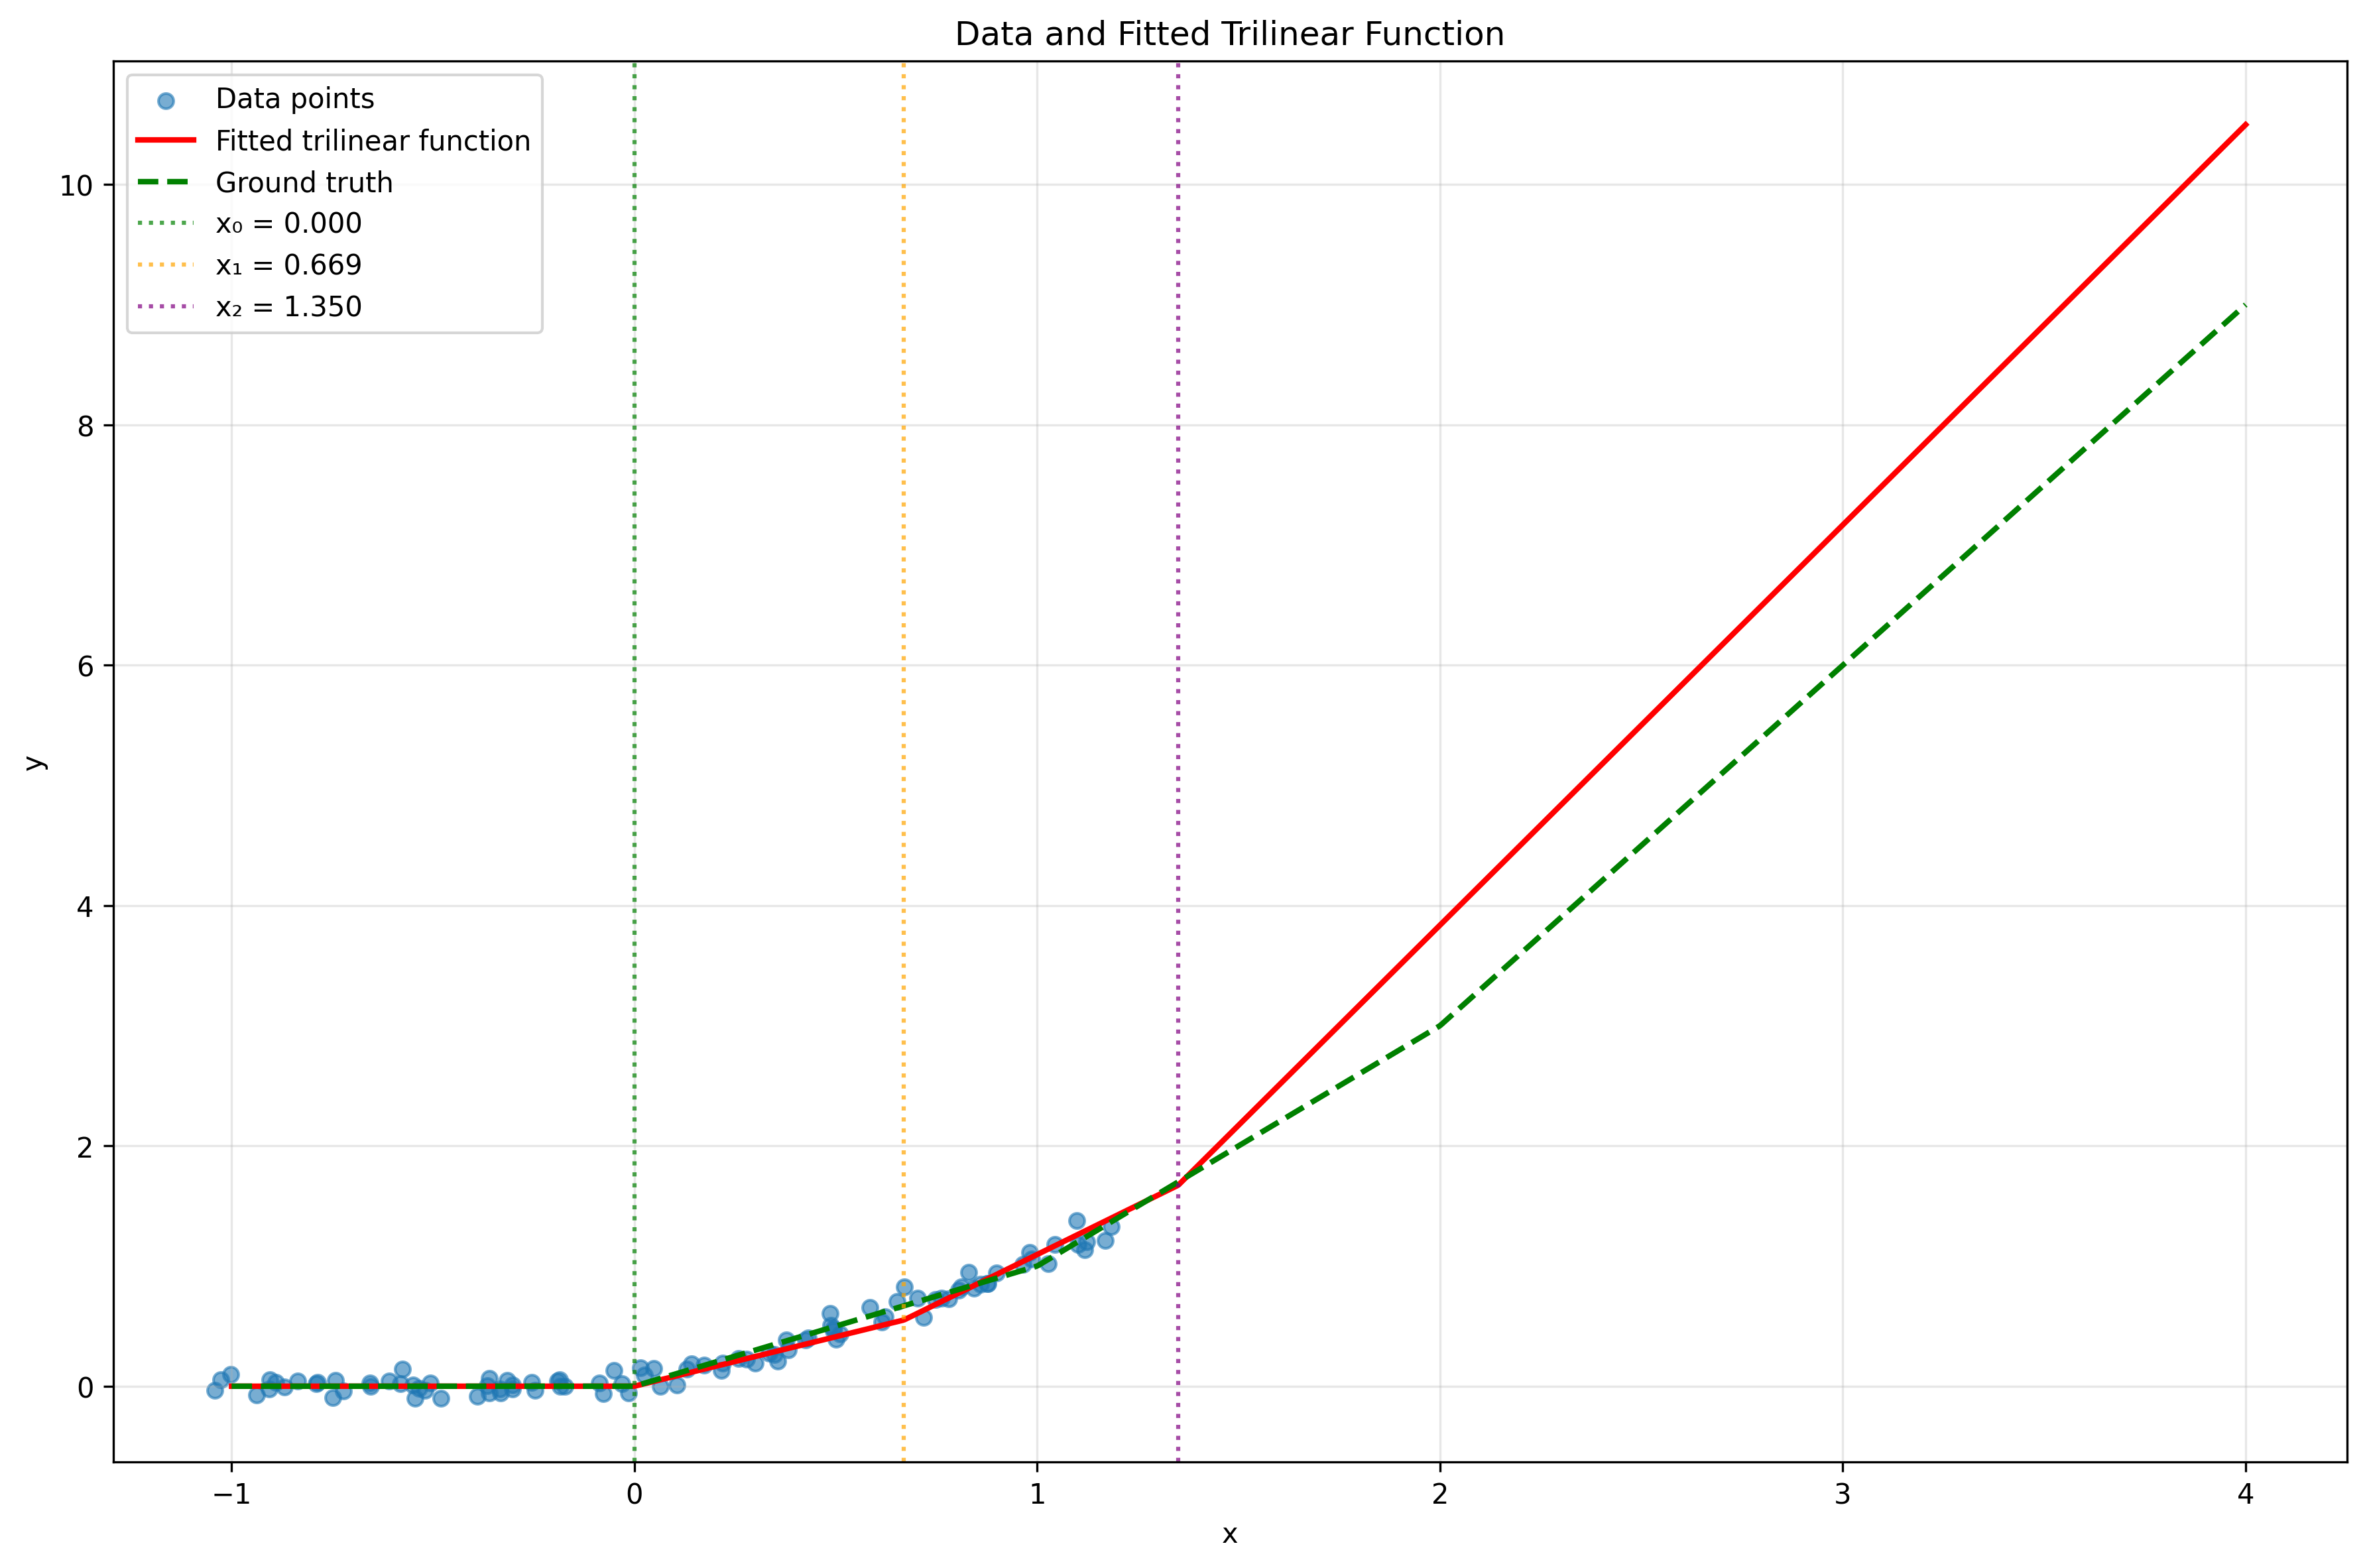 Data and Fitted Trilinear Function
Data points
Fitted trilinear function
Ground truth
x₀ = 0.000
x₁ = 0.669
x₂ = 1.350
10
8
6
4
2
0
y
−1
0
1
2
3
4
x